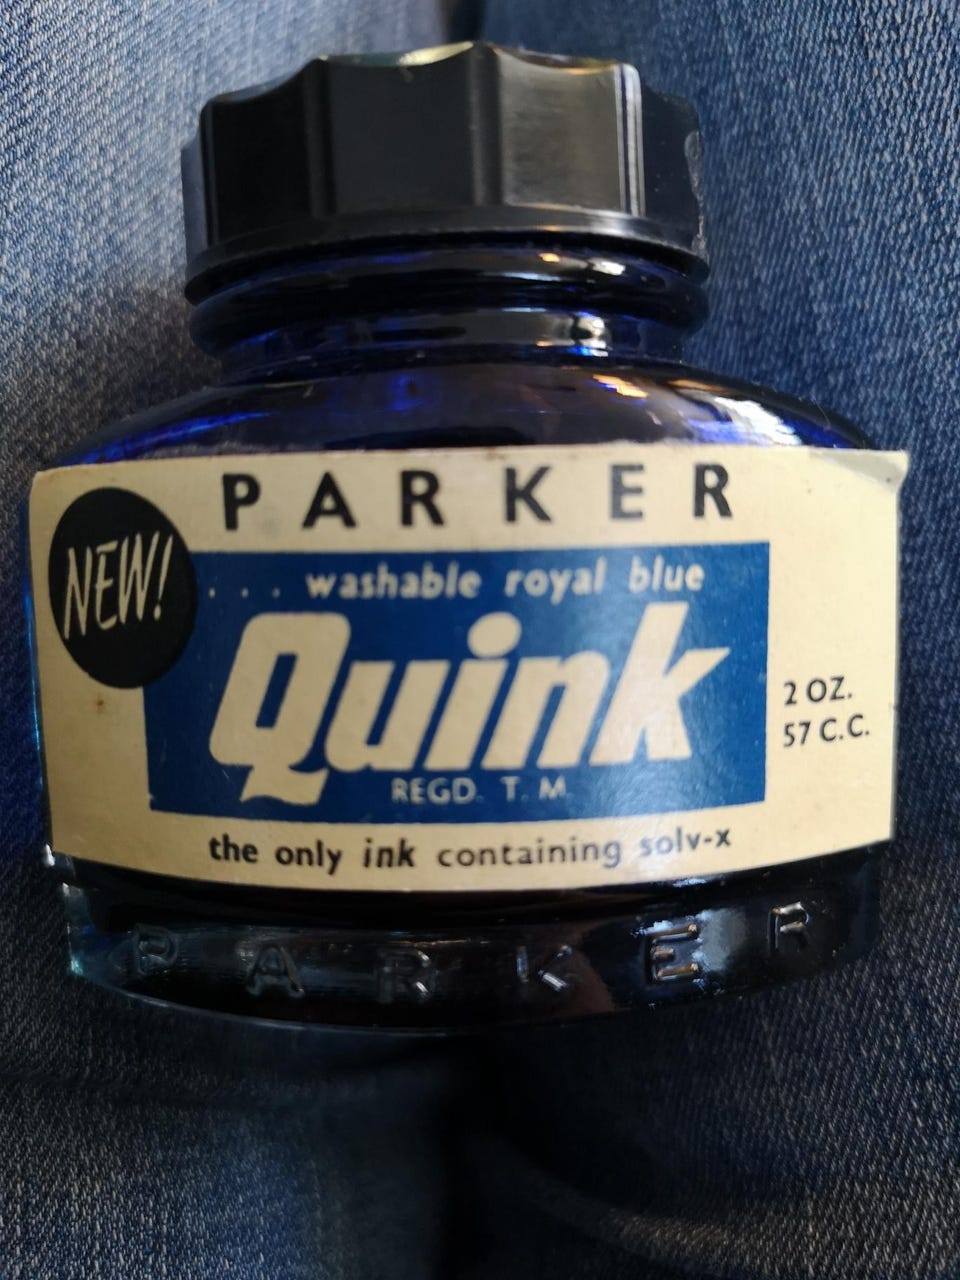 PARKER
NEW!
... washable royal blue
Quink
REGD. T. M.
2 OZ.
57 C.C.
the only ink containing solv-x
PARKER